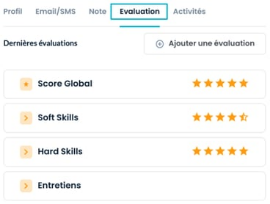 Profil Email/SMS Note Evaluation Activités
Dernières évaluations
Ajouter une évaluation
Score Global
Soft Skills
Hard Skills
Entretiens